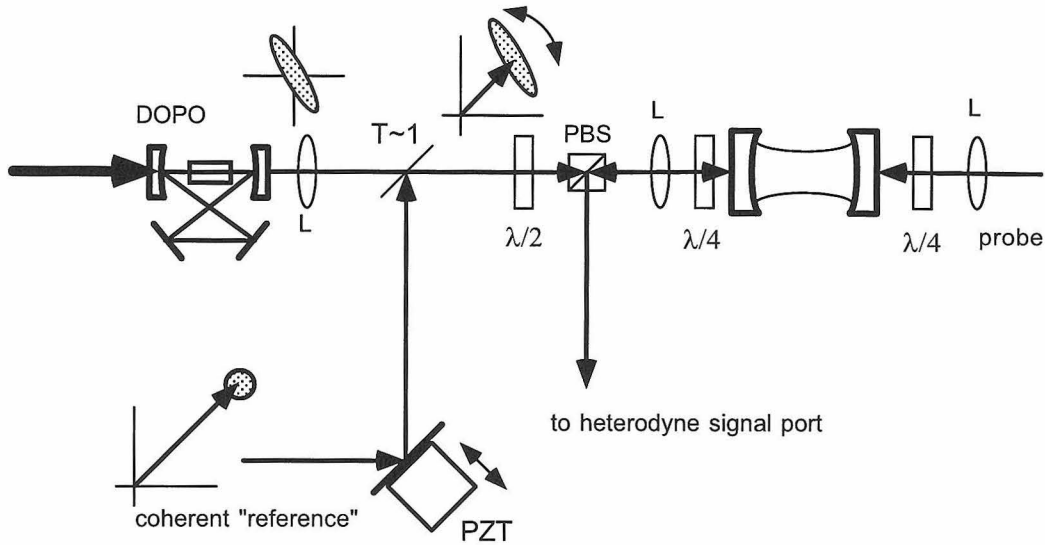 DOPO
L
T~1
λ/2
PBS
L
λ/4
L
λ/4
probe
to heterodyne signal port
coherent "reference"
PZT